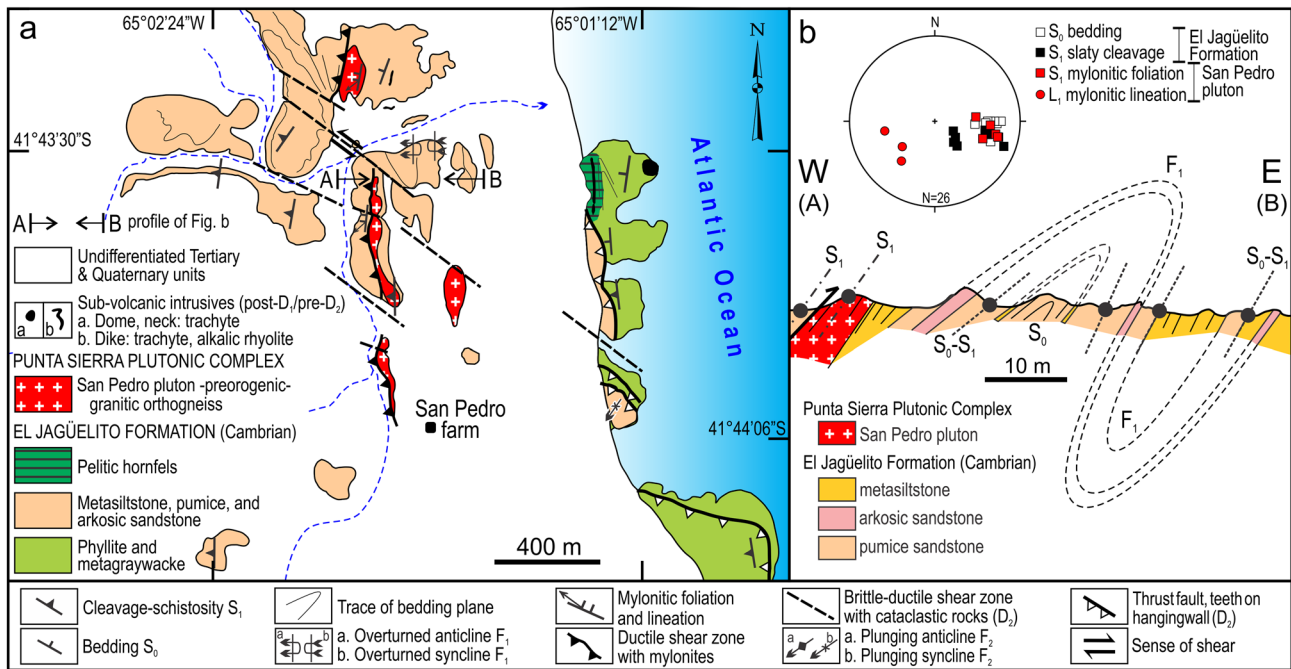 a
65°02'24"W
65°01'12"W
N
41°43'30"S
A
B
A B profile of Fig. b
Undifferentiated Tertiary
& Quaternary units
Sub-volcanic intrusives (post-D₁/pre-D₂)
a
b
a. Dome, neck: trachyte
b. Dike: trachyte, alkalic rhyolite
PUNTA SIERRA PLUTONIC COMPLEX
San Pedro pluton -preorogenic-
granitic orthogneiss
EL JAGÜELITO FORMATION (Cambrian)
Pelitic hornfels
Metasiltstone, pumice, and
arkosic sandstone
Phyllite and
metagraywacke
San Pedro
farm
Atlantic Ocean
41°44'06"S
400 m
b
N
N=26
S₀ bedding
S₁ slaty cleavage
S₁ mylonitic foliation
L₁ mylonitic lineation
El Jagüelito
Formation
San Pedro
pluton
W
(A)
E
(B)
S₁
S₁
F₁
S₀-S₁
S₀-S₁
S₀
F₁
10 m
Punta Sierra Plutonic Complex
San Pedro pluton
El Jagüelito Formation (Cambrian)
metasiltstone
arkosic sandstone
pumice sandstone
Cleavage-schistosity S₁
Bedding S₀
Trace of bedding plane
a
b
a. Overturned anticline F₁
b. Overturned syncline F₁
Mylonitic foliation
and lineation
Ductile shear zone
with mylonites
Brittle-ductile shear zone
with cataclastic rocks (D₂)
a
b
a. Plunging anticline F₂
b. Plunging syncline F₂
Thrust fault, teeth on
hangingwall (D₂)
Sense of shear